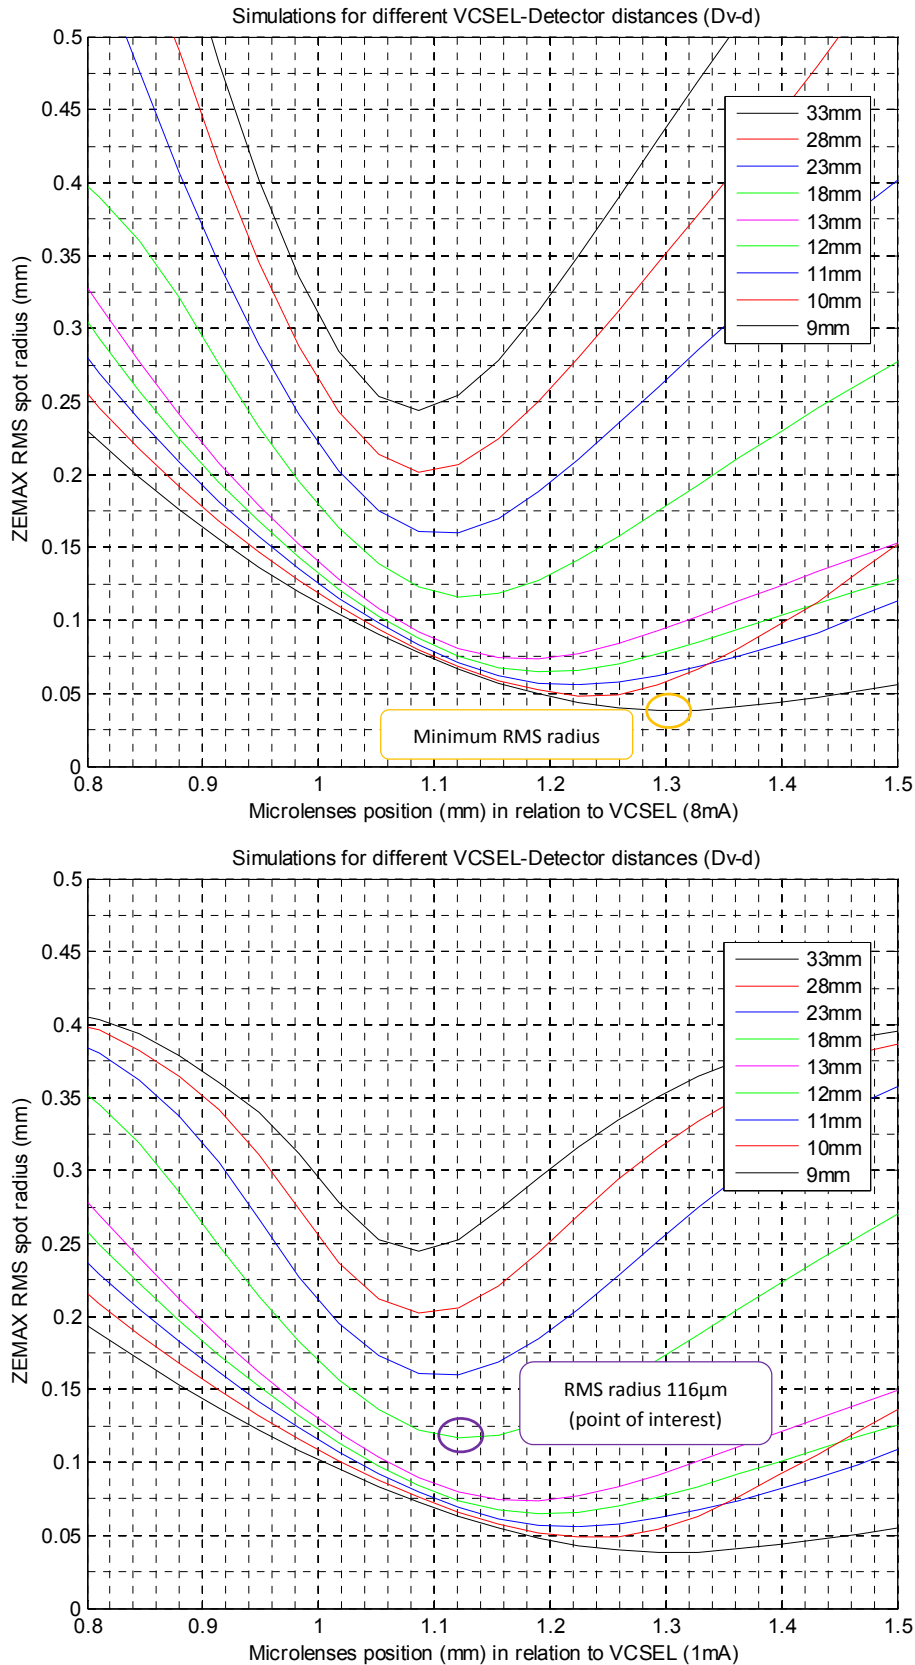 Simulations for different VCSEL-Detector distances (Dv-d)
0.5
0.45
0.4
0.35
0.3
0.25
0.2
0.15
0.1
0.05
0
ZEMAX RMS spot radius (mm)
33mm
28mm
23mm
18mm
13mm
12mm
11mm
10mm
9mm
Minimum RMS radius
0.8 0.9 1 1.1 1.2 1.3 1.4 1.5
Microlenses position (mm) in relation to VCSEL (8mA)
Simulations for different VCSEL-Detector distances (Dv-d)
0.5
0.45
0.4
0.35
0.3
0.25
0.2
0.15
0.1
0.05
0
ZEMAX RMS spot radius (mm)
33mm
28mm
23mm
18mm
13mm
12mm
11mm
10mm
9mm
RMS radius 116µm
(point of interest)
0.8 0.9 1 1.1 1.2 1.3 1.4 1.5
Microlenses position (mm) in relation to VCSEL (1mA)